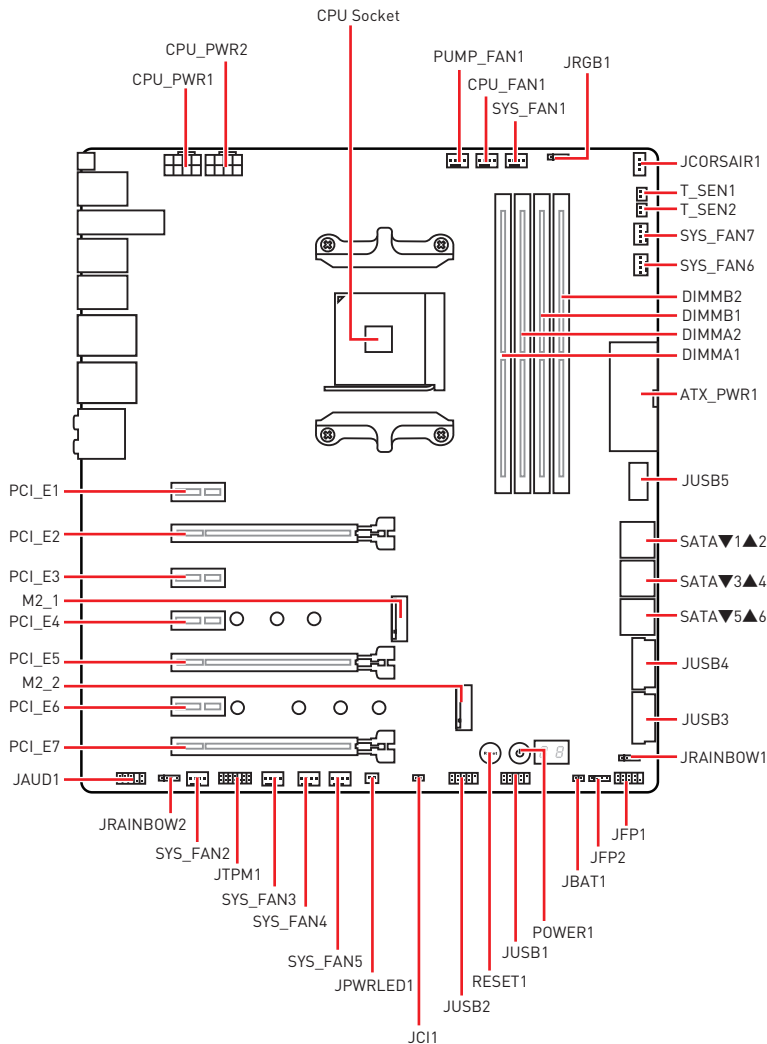 CPU Socket
CPU_PWR2
CPU_PWR1
PUMP_FAN1
CPU_FAN1
SYS_FAN1
JRGB1
JCORSAIR1
T_SEN1
T_SEN2
SYS_FAN7
SYS_FAN6
DIMMB2
DIMMB1
DIMMA2
DIMMA1
ATX_PWR1
JUSB5
SATA▼1▲2
SATA▼3▲4
SATA▼5▲6
JUSB4
JUSB3
JRAINBOW1
PCI_E1
PCI_E2
PCI_E3
M2_1
PCI_E4
PCI_E5
M2_2
PCI_E6
PCI_E7
JAUD1
JRAINBOW2
SYS_FAN2
JTPM1
SYS_FAN3
SYS_FAN4
SYS_FAN5
JPWRLED1
JCI1
JUSB2
RESET1
JUSB1
POWER1
JBAT1
JFP2
JFP1
8 8